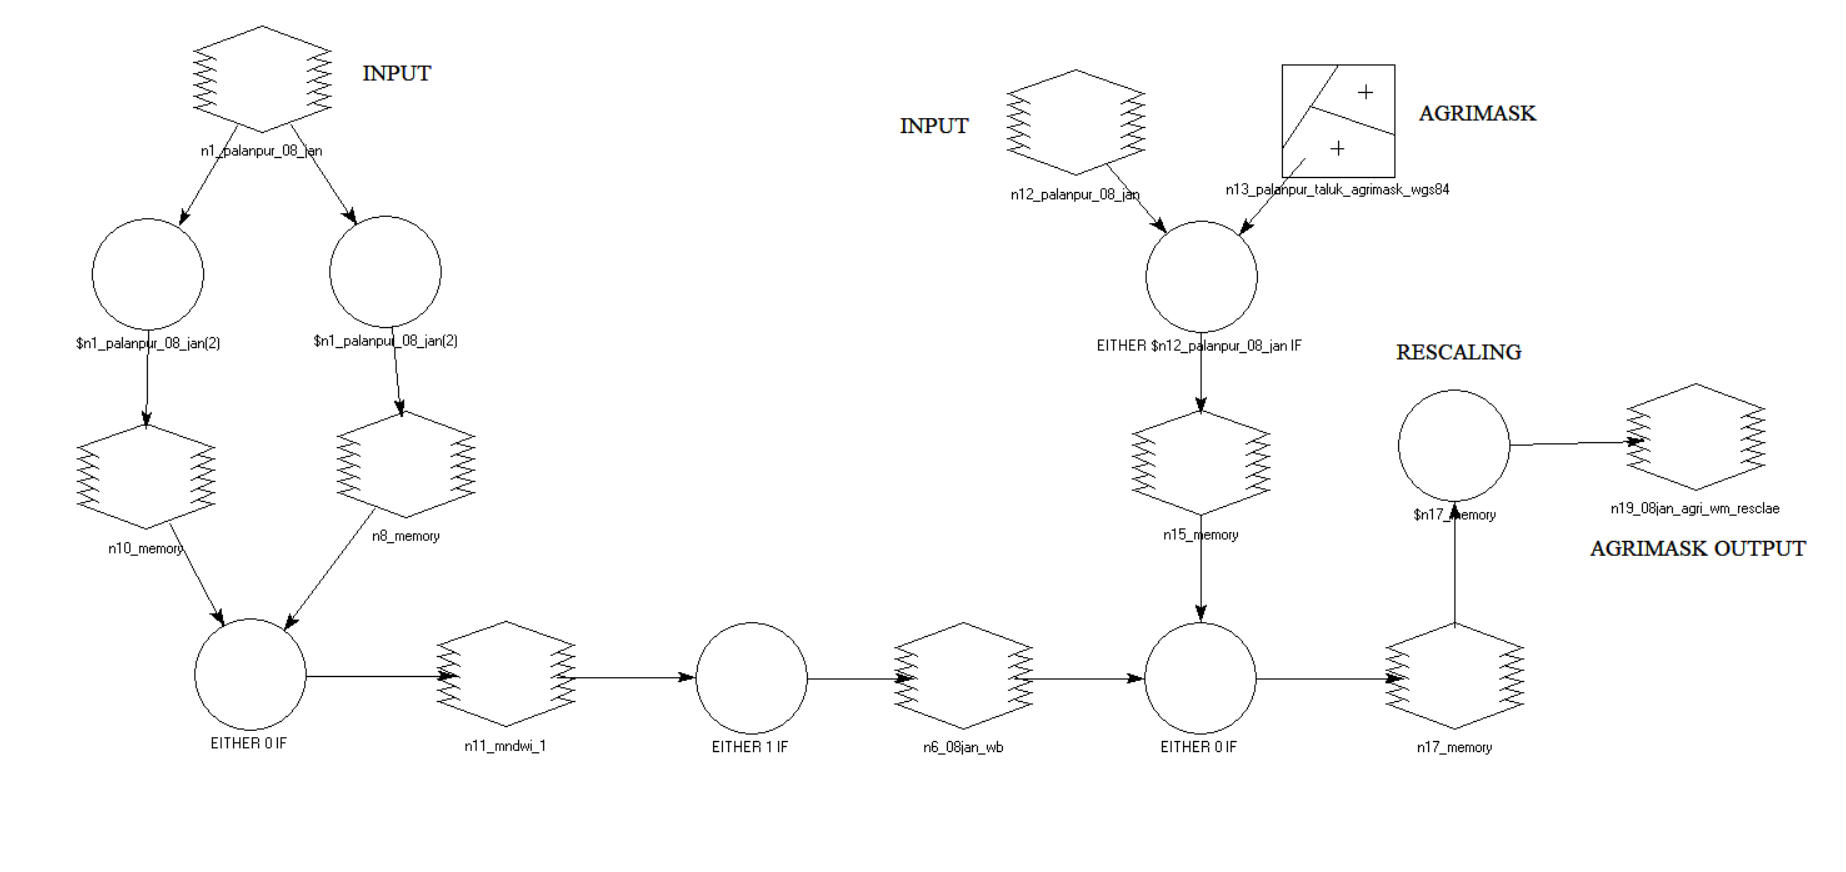 INPUT
n1_palanpur_08_jan
$n1_palanpur_08_jan(2)
$n1_palanpur_08_jan(2)
n10_memory
n8_memory
EITHER 0 IF
n11_mndwi_1
EITHER 1 IF
n6_08jan_wb
INPUT
n12_palanpur_08_jan
AGRIMASK
n13_palanpur_taluk_agrimask_wgs84
EITHER $n12_palanpur_08_jan IF
n15_memory
EITHER 0 IF
n17_memory
RESCALING
$n17_memory
n19_08jan_agri_wm_resclae
AGRIMASK OUTPUT